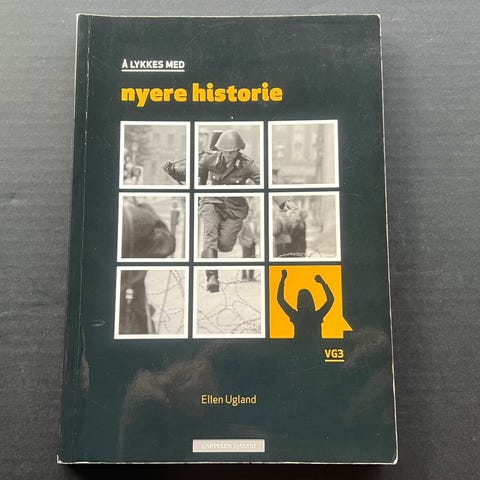 Å LYKKES MED
nyere historie
VG3
Ellen Ugland
CAPPELEN DAMM